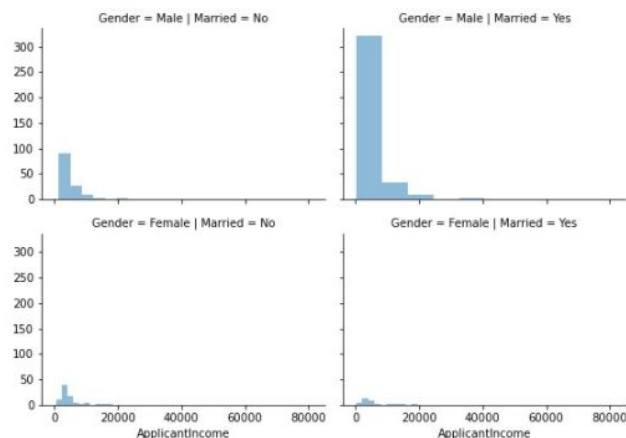 Gender = Male | Married = No
Gender = Male | Married = Yes
300
250
200
150
100
50
0
Gender = Female | Married = No
Gender = Female | Married = Yes
300
250
200
150
100
50
0
0 20000 40000 60000 80000
0 20000 40000 60000 80000
ApplicantIncome
ApplicantIncome